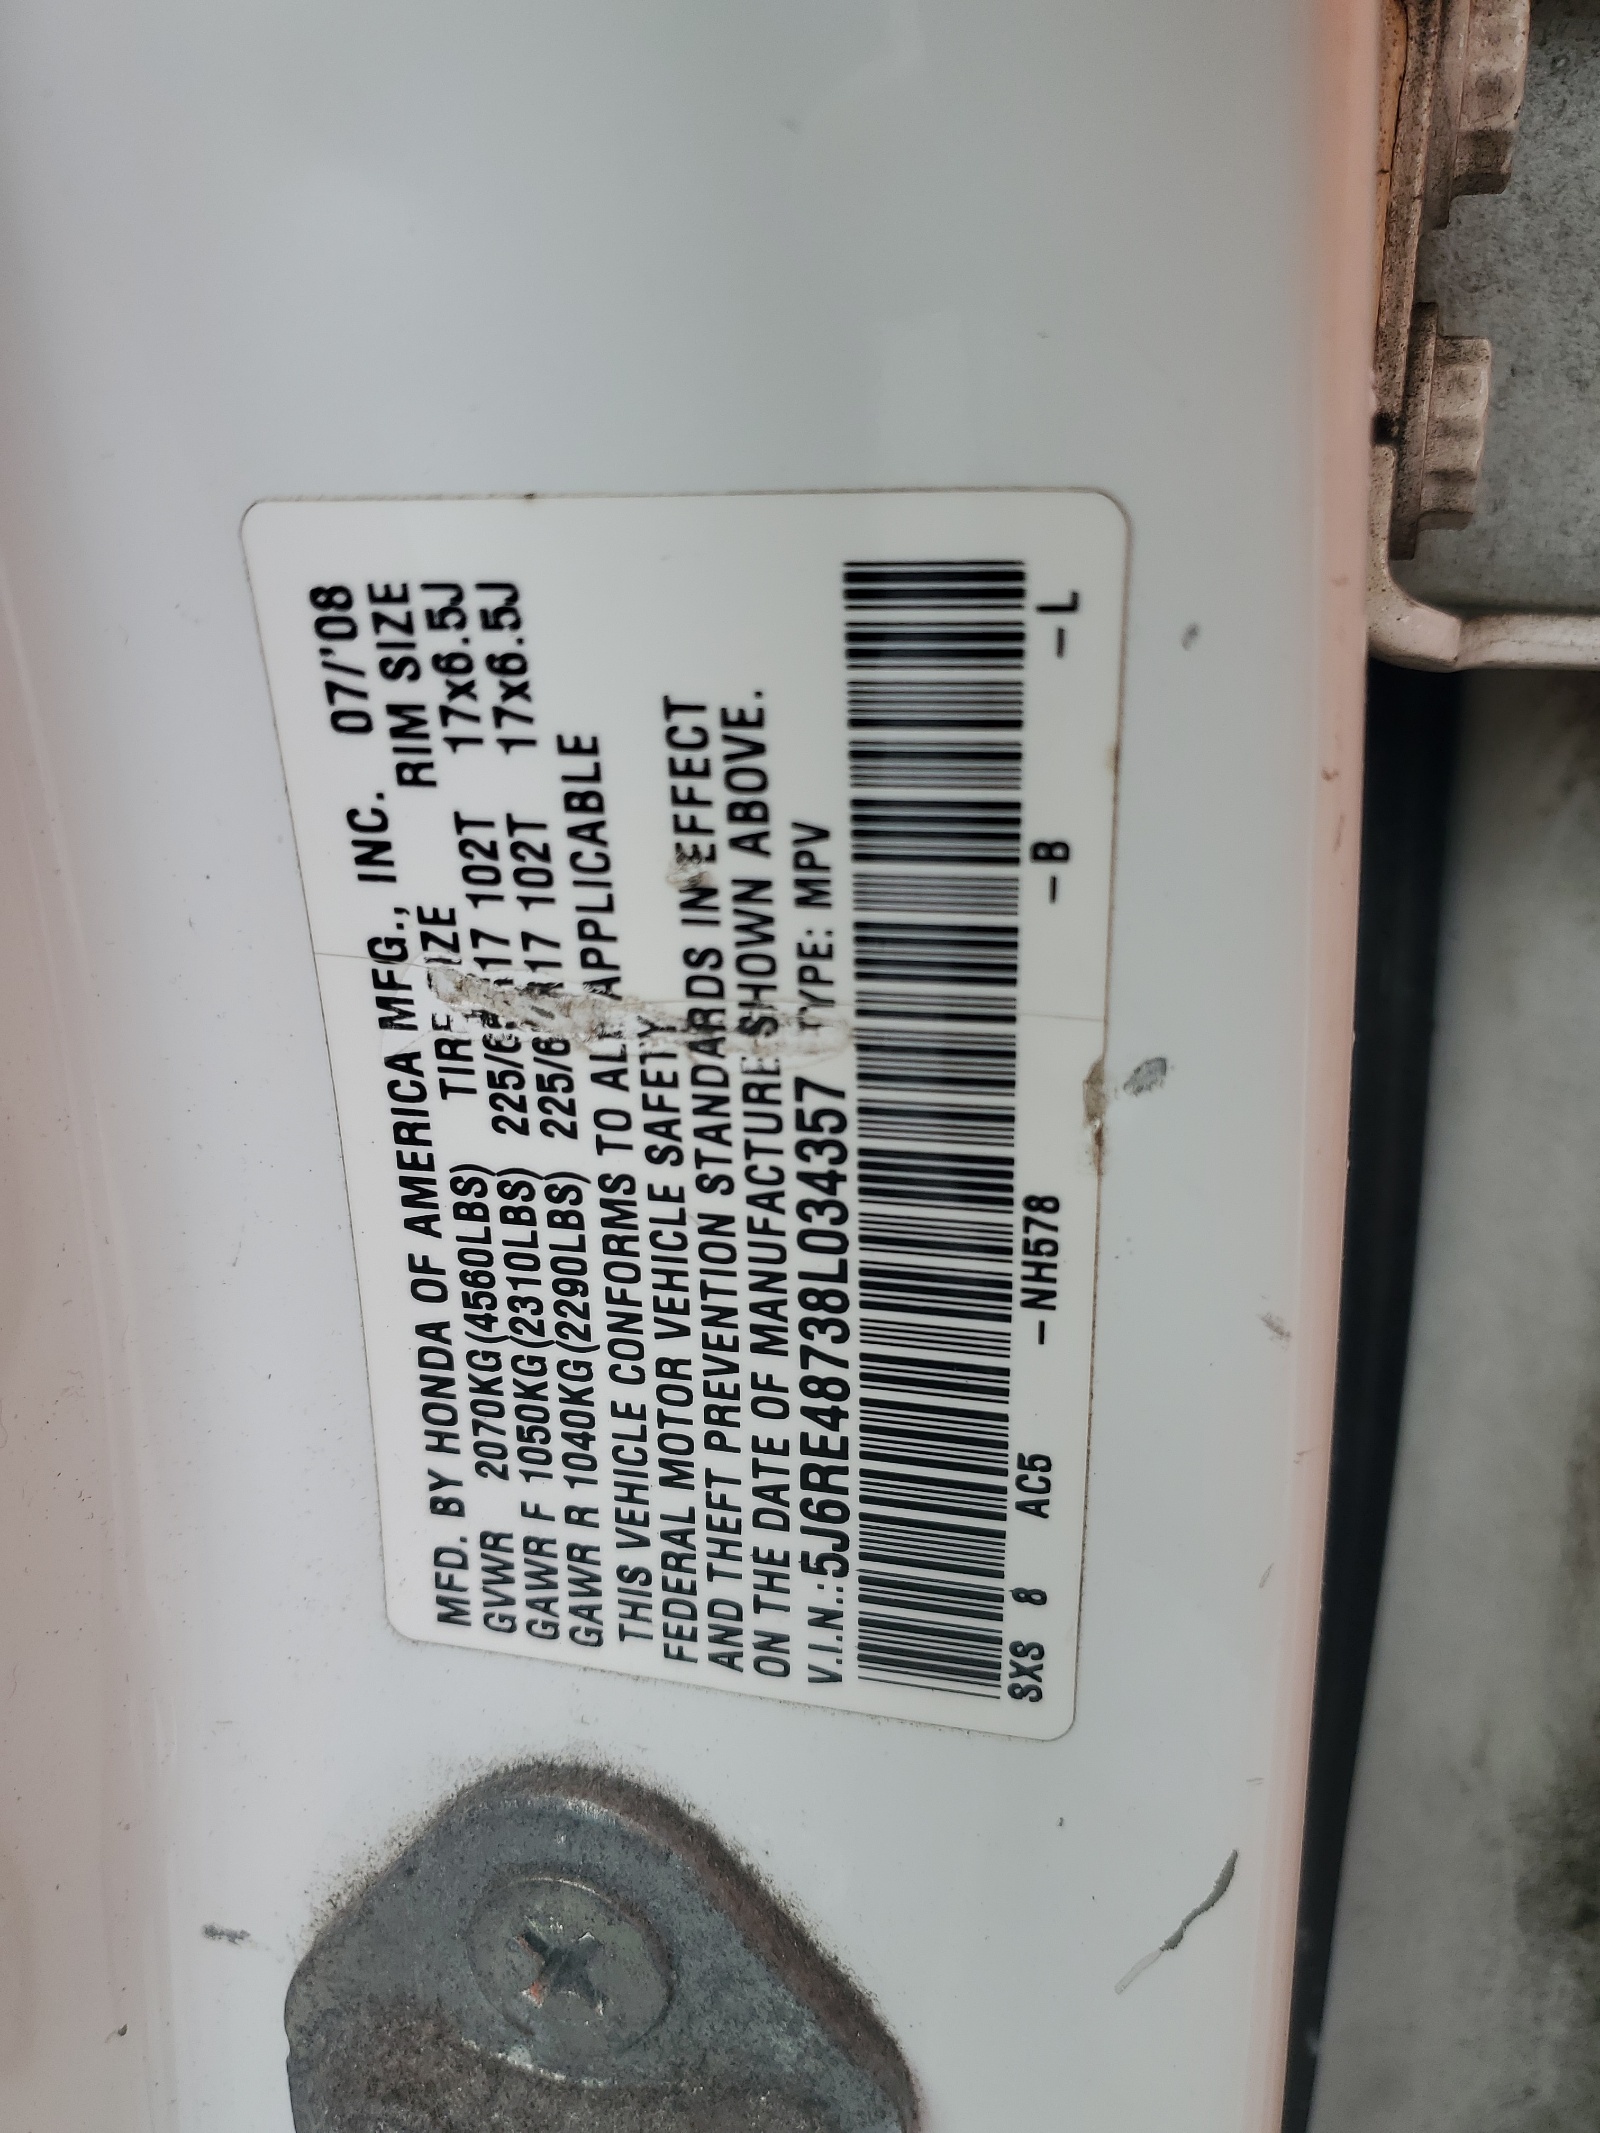 MFD. BY HONDA OF AMERICA MFG., INC. 07/'08
GVWR 2070KG(4560LBS) TIRE SIZE RIM SIZE
GAWR F 1050KG(2310LBS) 225/6 17 102T 17x6.5J
GAWR R 1040KG(2290LBS) 225/6 17 102T 17x6.5J
THIS VEHICLE CONFORMS TO ALL APPLICABLE
FEDERAL MOTOR VEHICLE SAFETY
AND THEFT PREVENTION STANDARDS IN EFFECT
ON THE DATE OF MANUFACTURE SHOWN ABOVE.
V.I.N.:5J6RE48738L034357 TYPE: MPV
SXS 8 AC5 -NH578 -B -L